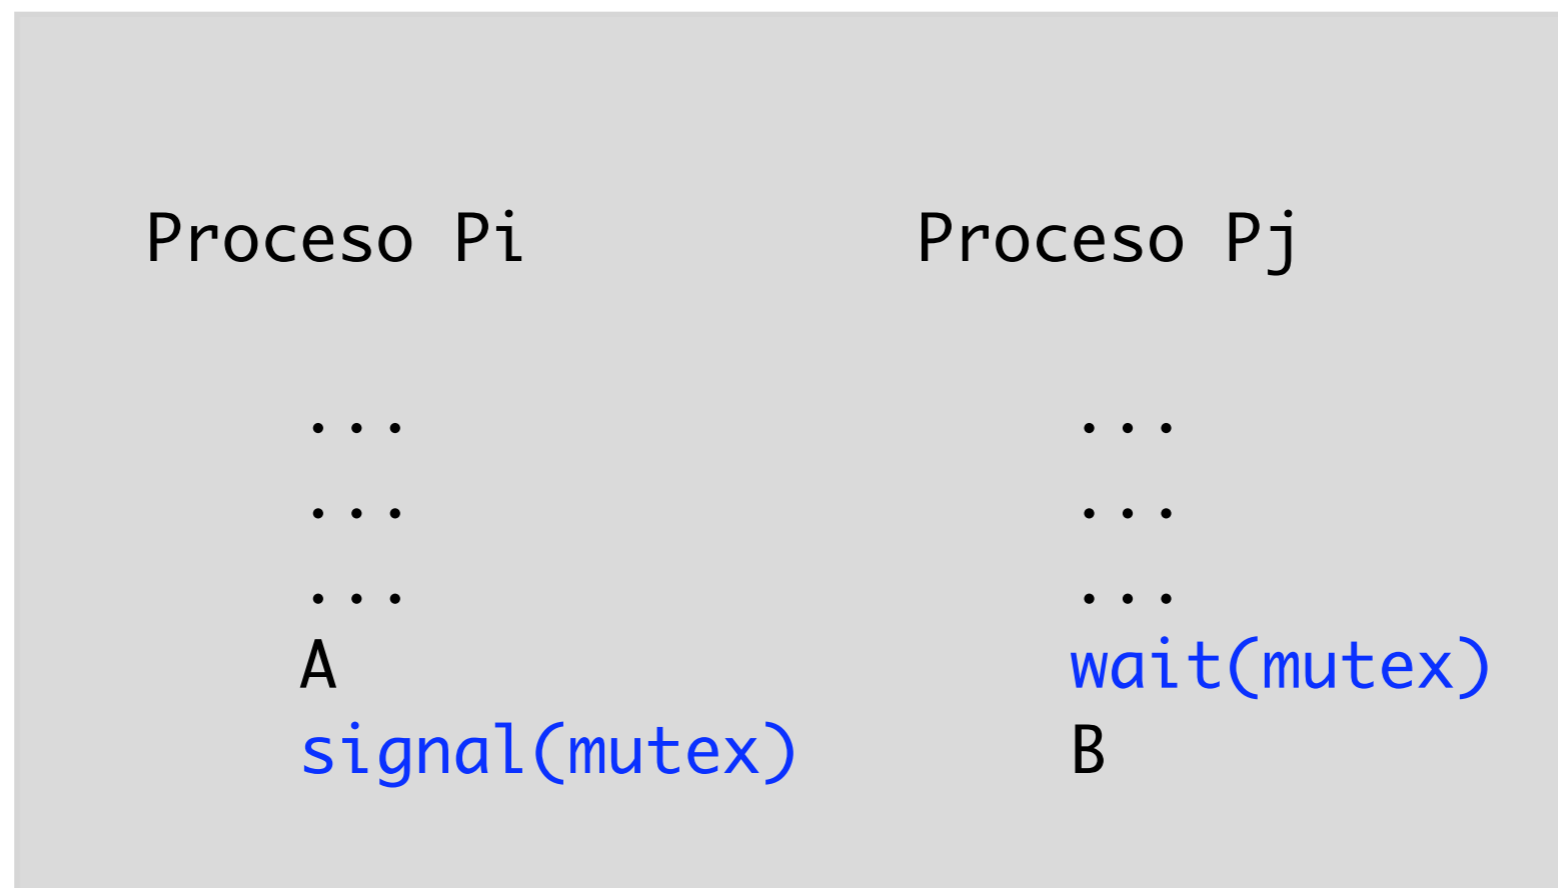 Proceso Pi Proceso Pj
... ...
... ...
... ...
A wait(mutex)
signal(mutex) B